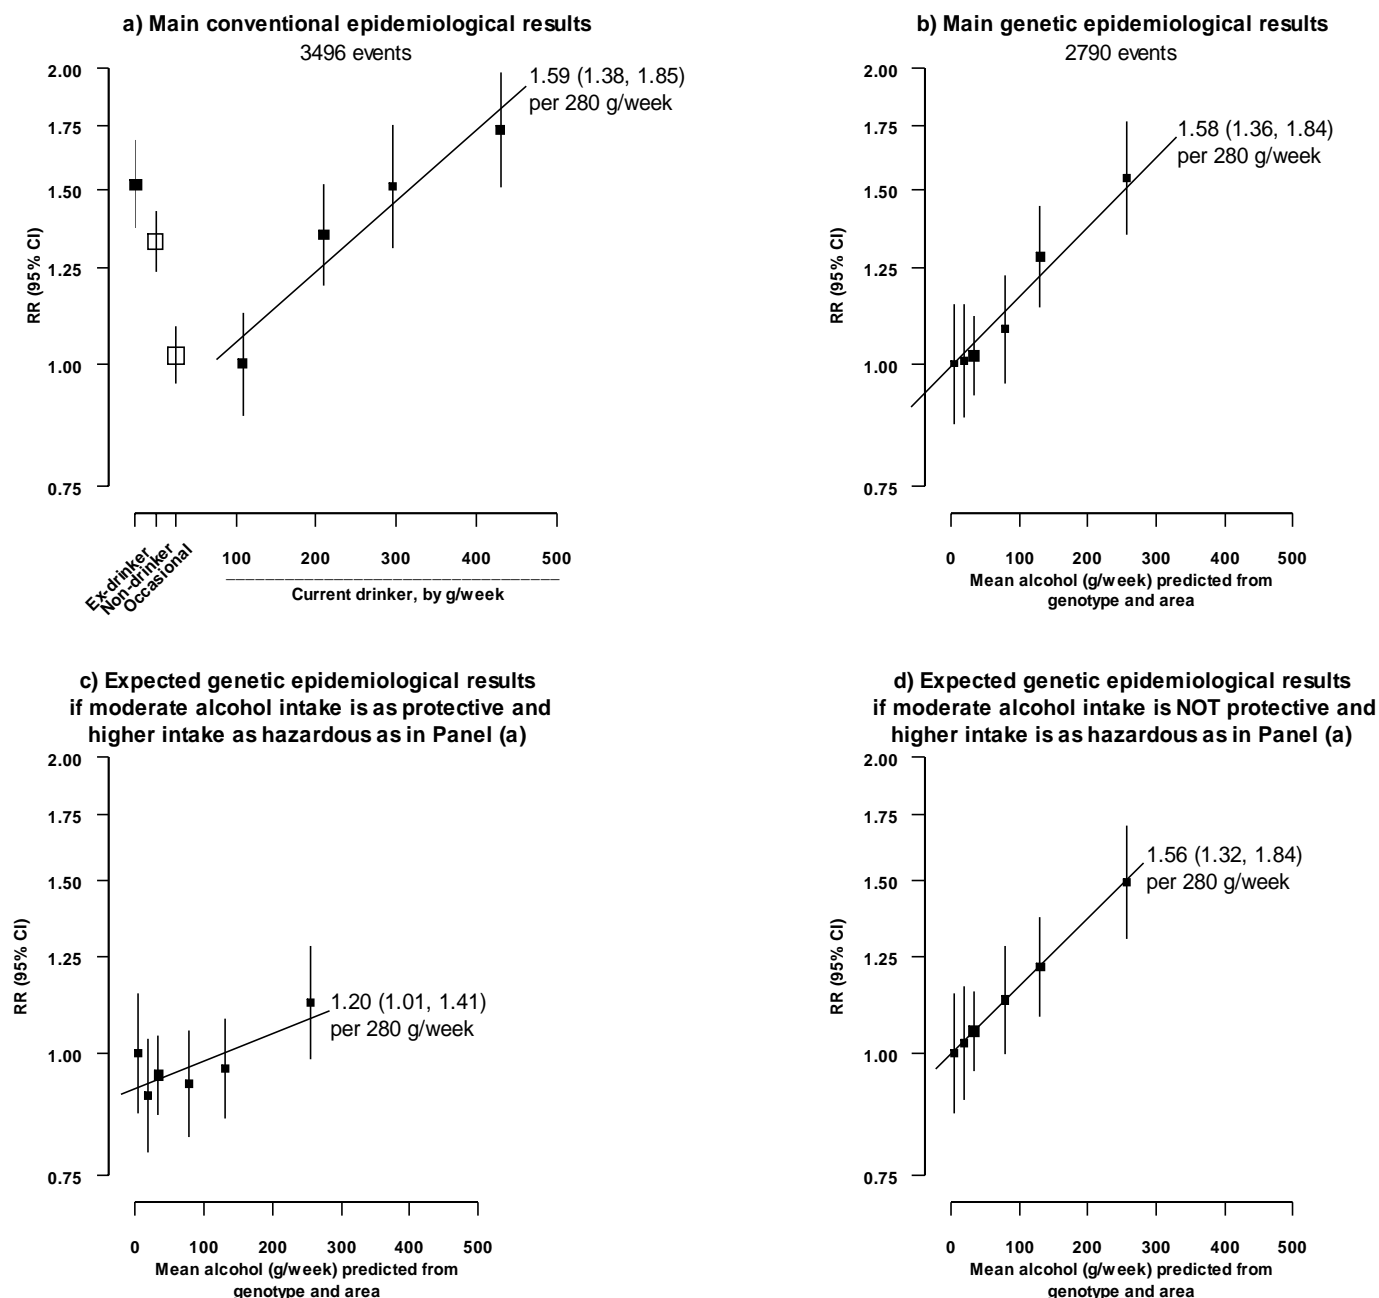 a) Main conventional epidemiological results
3496 events
2.00
1.75
1.50
1.25
1.00
0.75
RR (95% CI)
1.59 (1.38, 1.85)
per 280 g/week
Ex-drinker
Non-drinker
Occasional
100 200 300 400 500
Current drinker, by g/week
b) Main genetic epidemiological results
2790 events
2.00
1.75
1.50
1.25
1.00
0.75
RR (95% CI)
1.58 (1.36, 1.84)
per 280 g/week
0 100 200 300 400 500
Mean alcohol (g/week) predicted from
genotype and area
c) Expected genetic epidemiological results
if moderate alcohol intake is as protective and
higher intake as hazardous as in Panel (a)
2.00
1.75
1.50
1.25
1.00
0.75
RR (95% CI)
1.20 (1.01, 1.41)
per 280 g/week
0 100 200 300 400 500
Mean alcohol (g/week) predicted from
genotype and area
d) Expected genetic epidemiological results
if moderate alcohol intake is NOT protective and
higher intake is as hazardous as in Panel (a)
2.00
1.75
1.50
1.25
1.00
0.75
RR (95% CI)
1.56 (1.32, 1.84)
per 280 g/week
0 100 200 300 400 500
Mean alcohol (g/week) predicted from
genotype and area